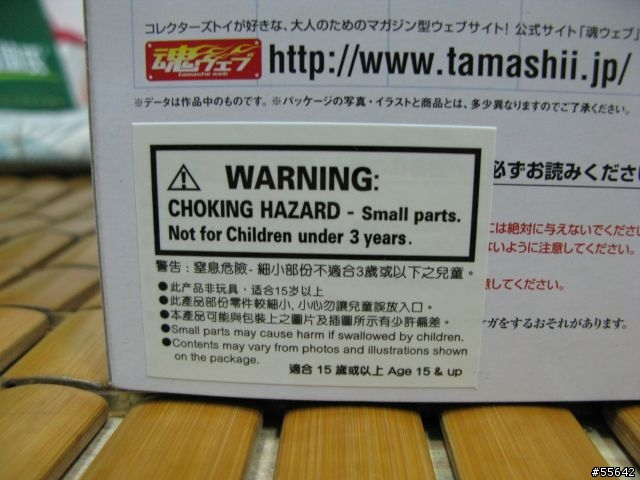 コレクターズトイが好きな、大人のためのマガジン型ウェブサイト! 公式サイト「魂ウェブ」
魂ウェブ
tamashii web
http://www.tamashii.jp/
※データは作品中のものです。※パッケージの写真・イラストと商品とは、多少異なりますのでご了承ください。
必ずお読みくださ
WARNING:
CHOKING HAZARD - Small parts.
Not for Children under 3 years.
には絶対に与えないでくださ
ないように注意してください。
警告:窒息危險-細小部份不適合3歲或以下之兒童。
●此产品非玩具,适合15岁以上
●此產品部份零件較細小,小心勿讓兒童誤放入口。
してください。
●本產品可能與包裝上之圖片及插圖所示有少許偏差。
●Small parts may cause harm if swallowed by children.
ガをするおそれがあります。
●Contents may vary from photos and illustrations shown
on the package.
適合 15 歲或以上 Age 15 & up
#55642